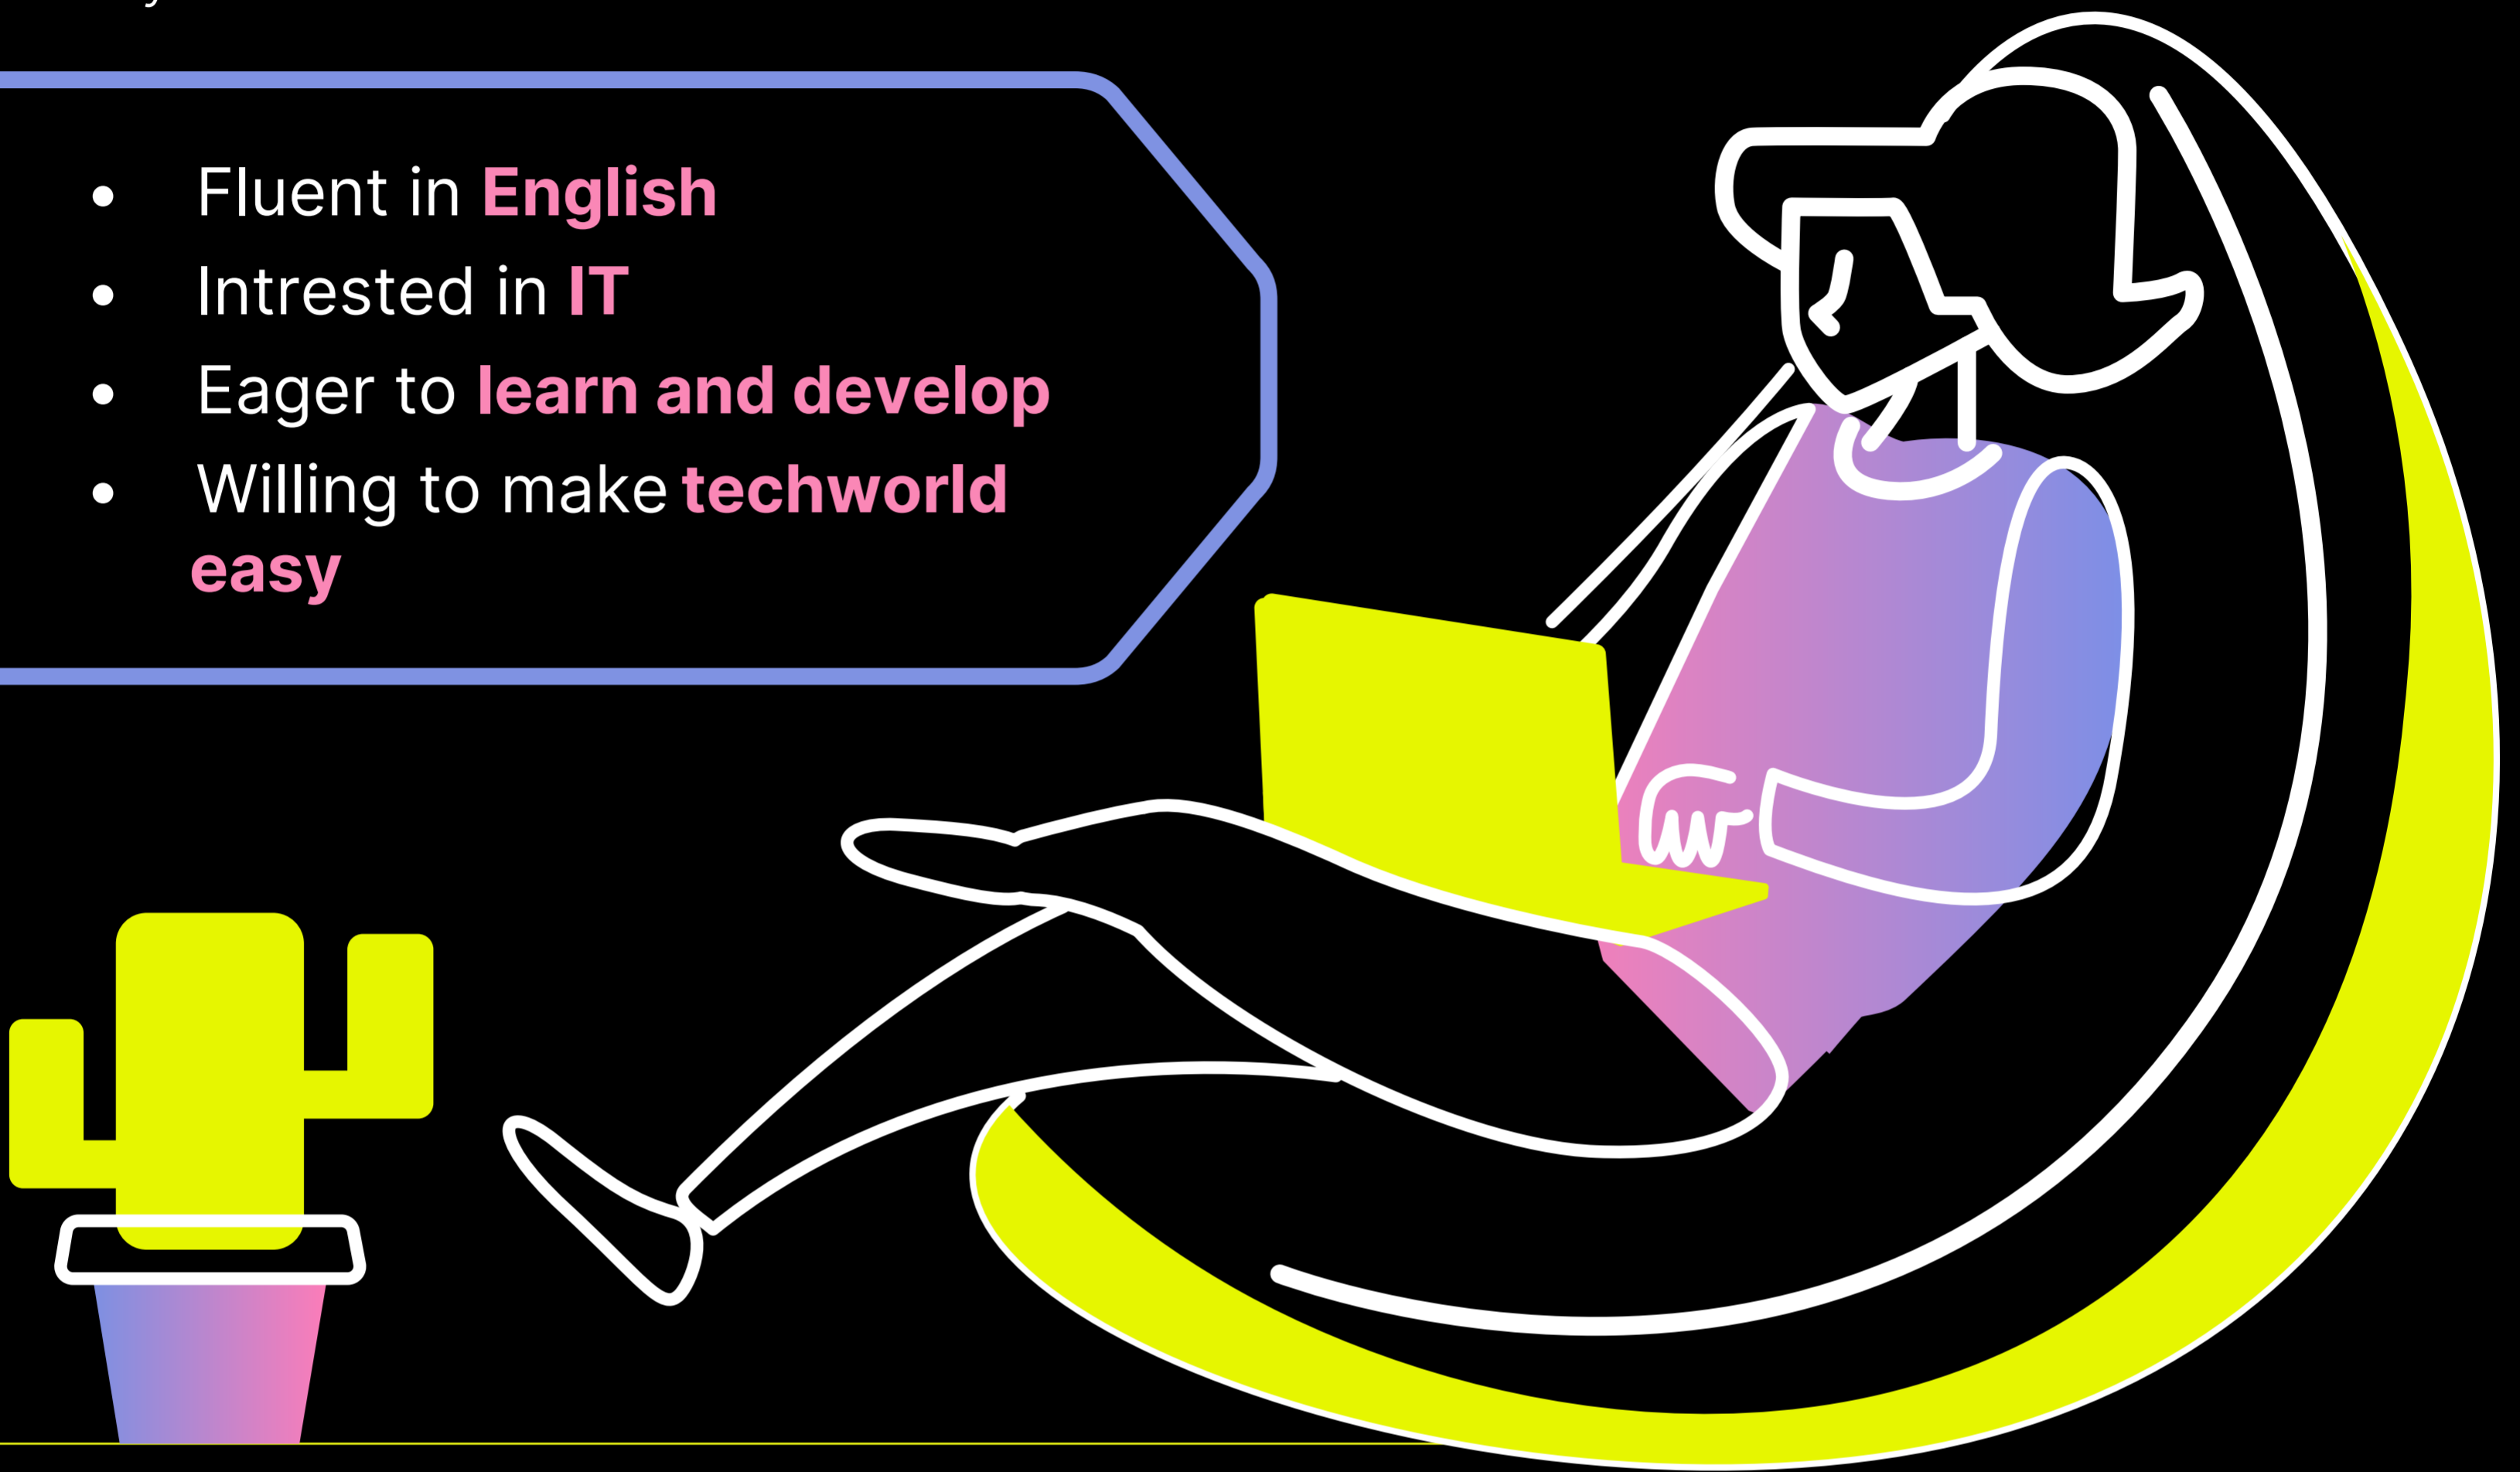 • Fluent in English
• Intrested in IT
• Eager to learn and develop
• Willing to make techworld
easy